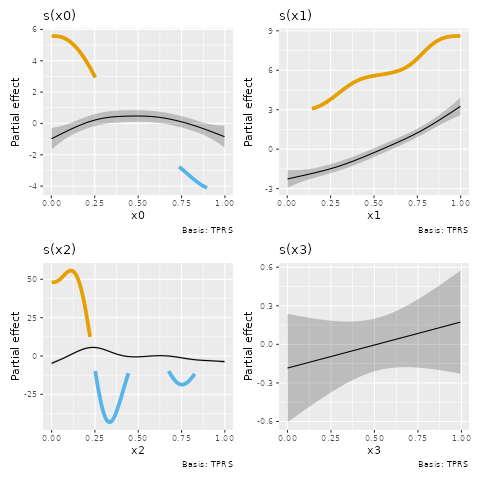 s(x0)
6
4
2
0
-2
-4
Partial effect
0.00 0.25 0.50 0.75 1.00
x0
Basis: TPRS
s(x1)
9
6
3
0
-3
Partial effect
0.00 0.25 0.50 0.75 1.00
x1
Basis: TPRS
s(x2)
50
25
0
-25
Partial effect
0.00 0.25 0.50 0.75 1.00
x2
Basis: TPRS
s(x3)
0.6
0.3
0.0
-0.3
-0.6
Partial effect
0.00 0.25 0.50 0.75 1.00
x3
Basis: TPRS